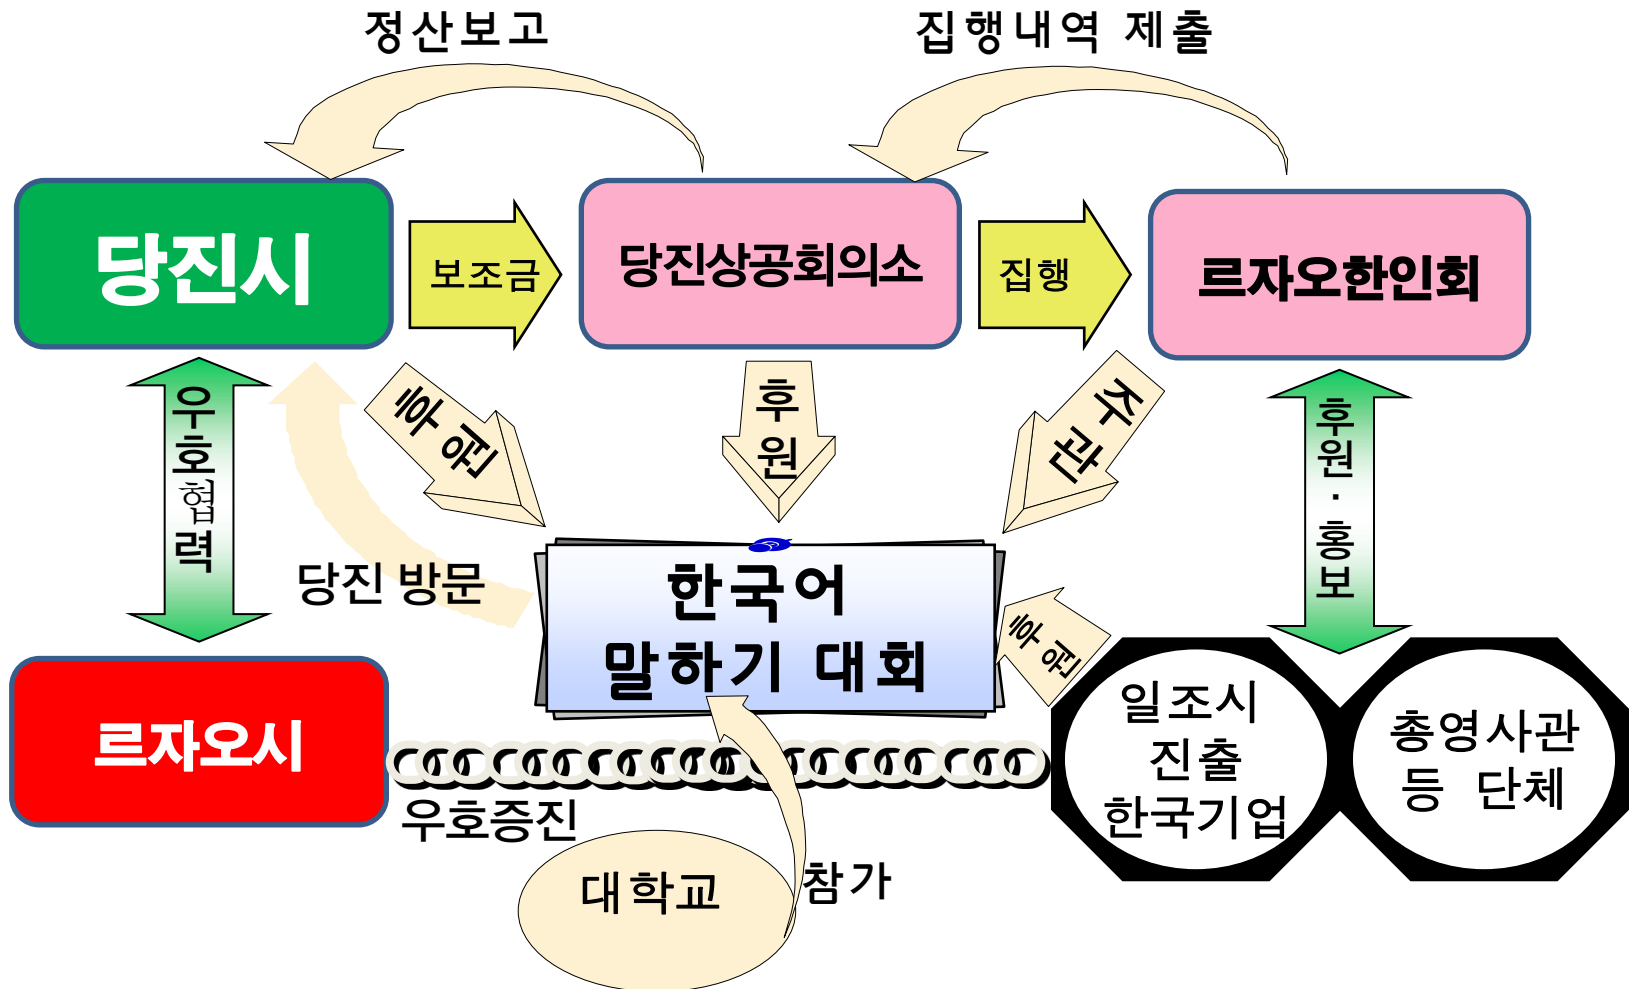 정산보고
집행내역 제출
당진시
보조금
당진상공회의소
집행
르자오한인회
우호협력
후원
후원
주관
후원·홍보
당진 방문
한국어
말하기 대회
후원
르자오시
우호증진
일조시
진출
한국기업
총영사관
등 단체
대학교
참가